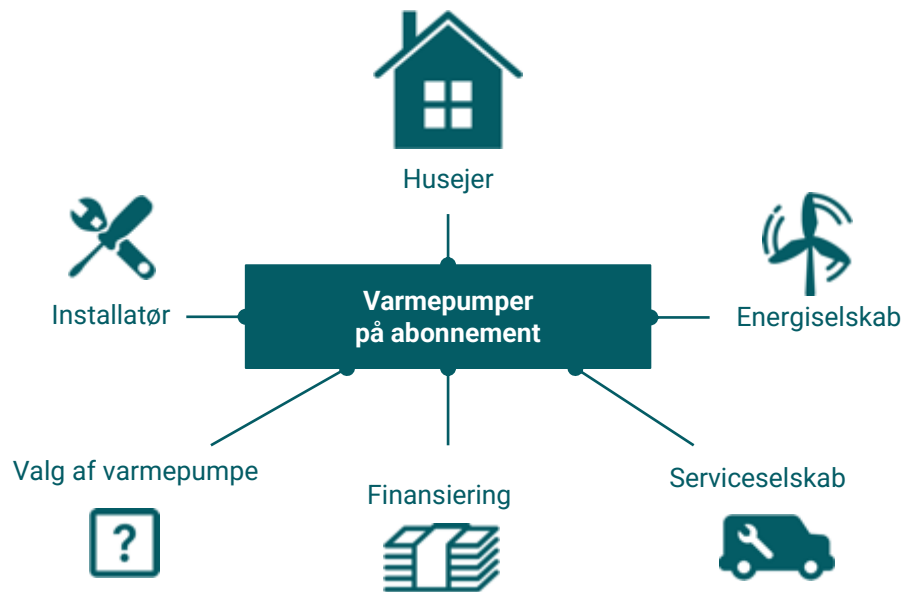 Husejer
Installatør
Varmepumper
på abonnement
Energiselskab
Valg af varmepumpe
Finansiering
Serviceselskab
?